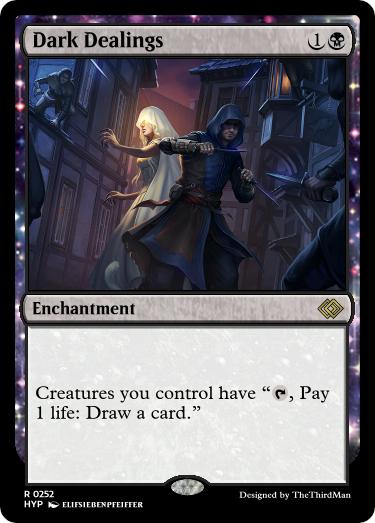 Dark Dealings 1
Enchantment
Creatures you control have “, Pay
1 life: Draw a card.”
R 0252
HYP ELIFSIEBENPFEIFFER
Designed by TheThirdMan